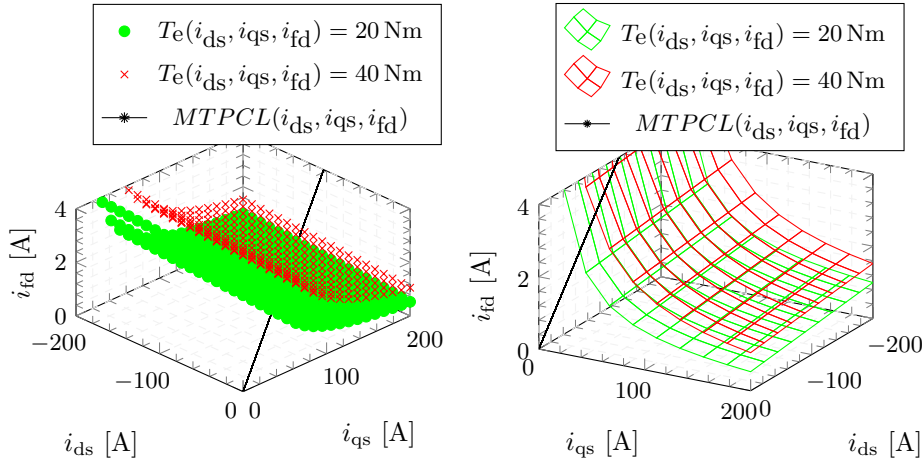 Te(ids, iqs, ifd) = 20 Nm
Te(ids, iqs, ifd) = 40 Nm
MTPCL(ids, iqs, ifd)
4
2
0
ifd [A]
−200
−100
0
ids [A]
0
100
200
iqs [A]
Te(ids, iqs, ifd) = 20 Nm
Te(ids, iqs, ifd) = 40 Nm
MTPCL(ids, iqs, ifd)
4
2
0
ifd [A]
0
100
200
iqs [A]
0
−100
−200
ids [A]